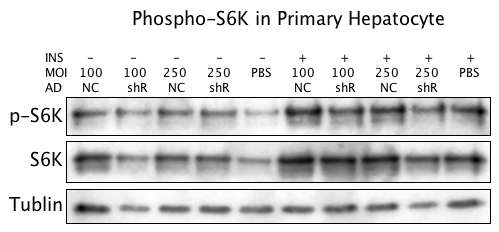 Phospho-S6K in Primary Hepatocyte
INS - - - - - + + + + +
MOI 100 100 250 250 PBS 100 100 250 250 PBS
AD NC shR NC shR NC shR NC shR
p-S6K
S6K
Tublin